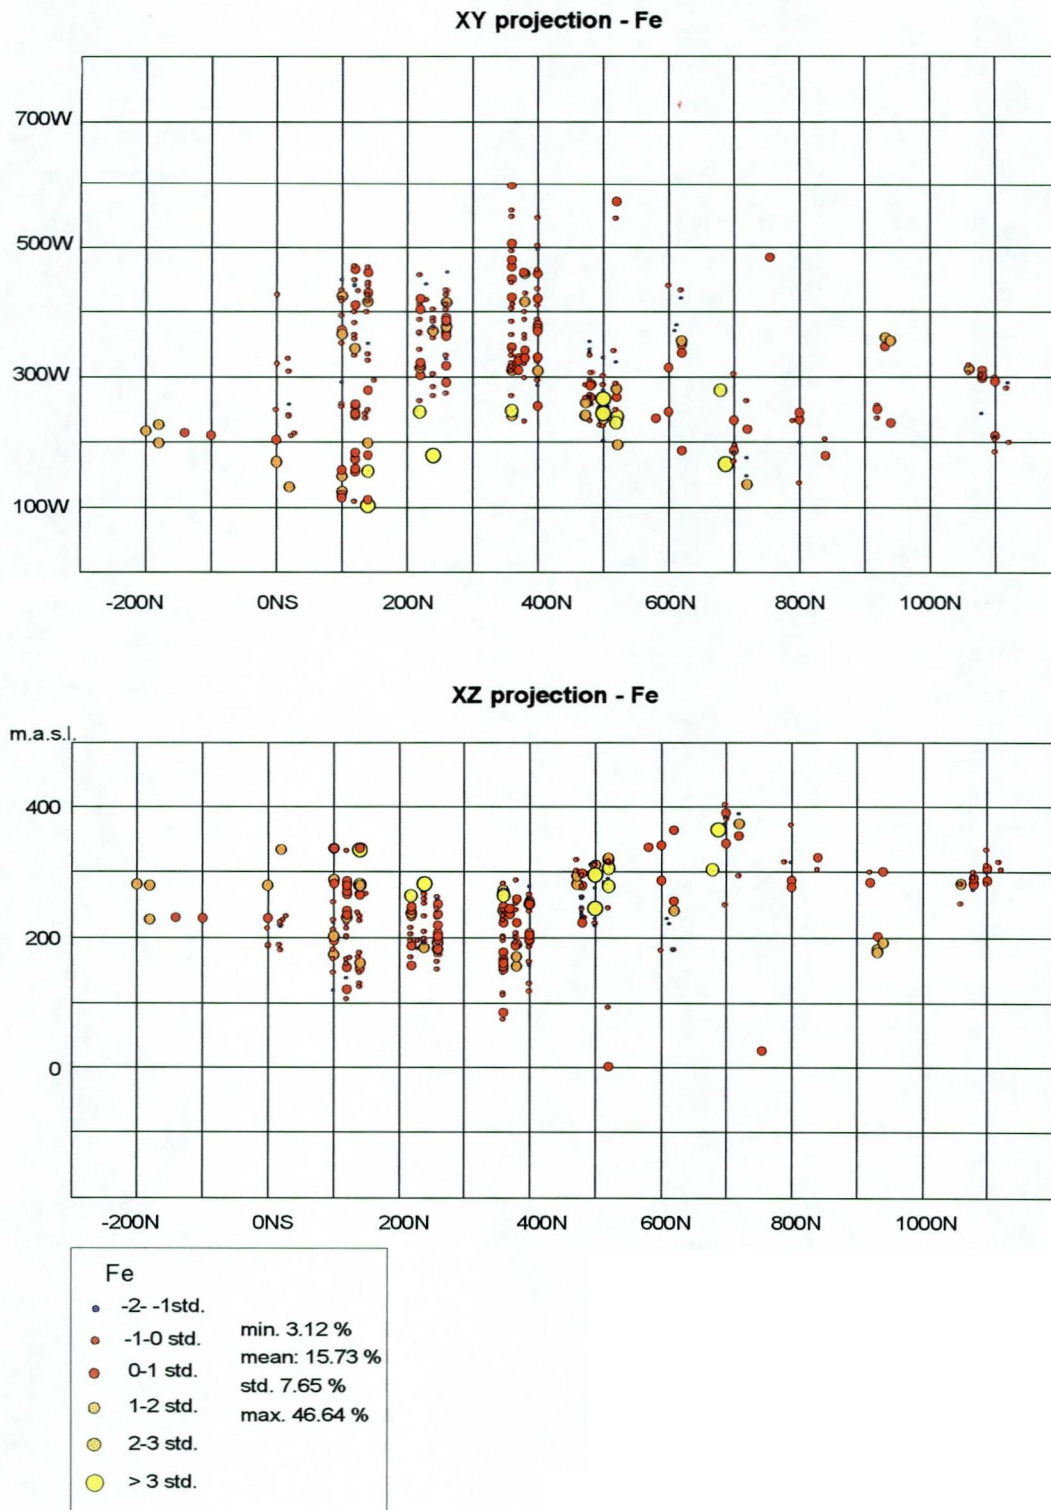 XY projection - Fe
700W
500W
300W
100W
-200N 0NS 200N 400N 600N 800N 1000N
XZ projection - Fe
m.a.s.l.
400
200
0
-200N 0NS 200N 400N 600N 800N 1000N
Fe
-2- -1std.
-1-0 std.
0-1 std.
1-2 std.
2-3 std.
> 3 std.
min. 3.12 %
mean: 15.73 %
std. 7.65 %
max. 46.64 %